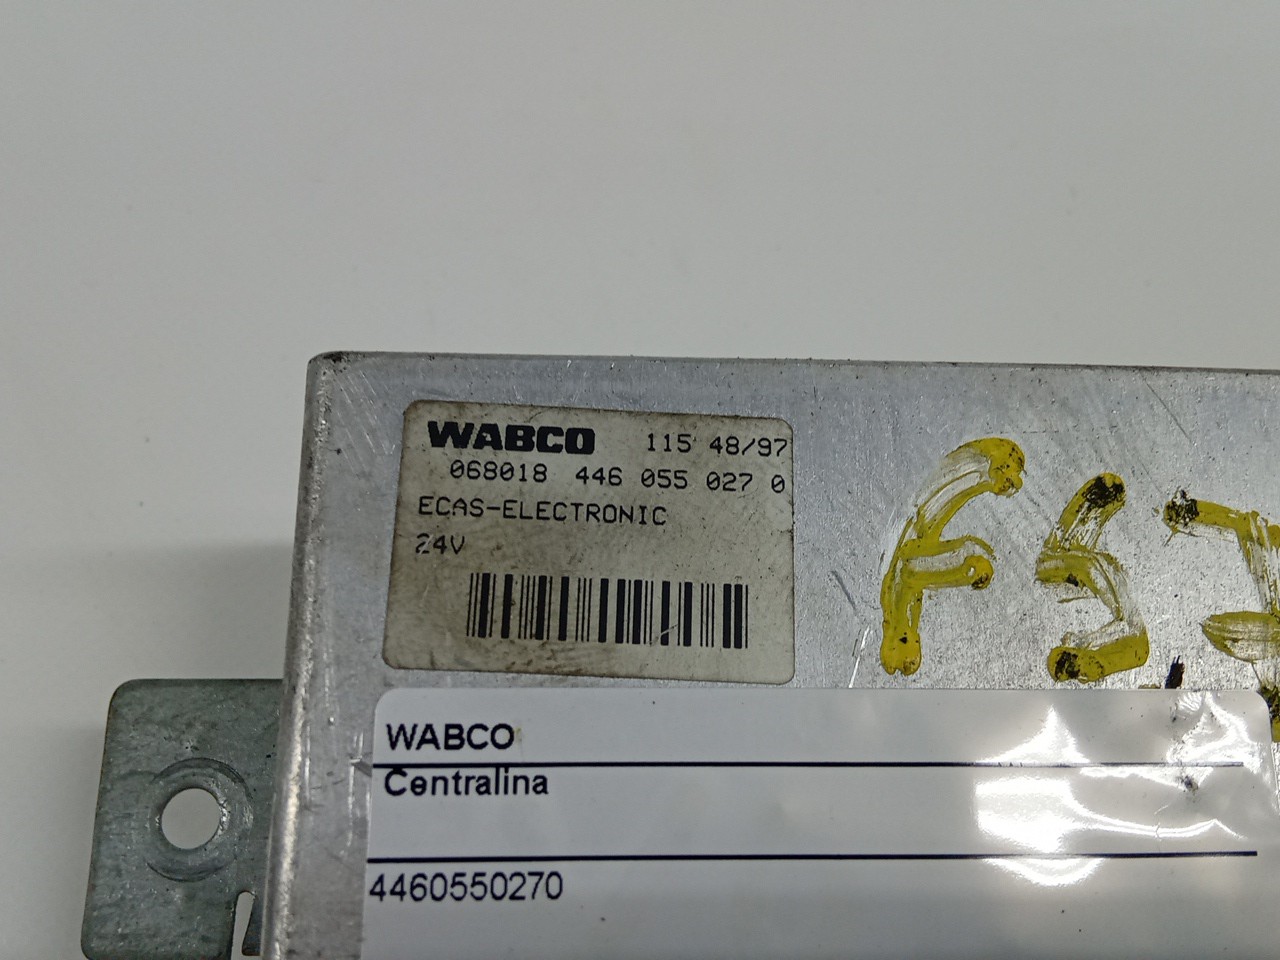 WABCO 115 48/97
068018 446 055 027 0
ECAS-ELECTRONIC
24V
WABCO
Centralina
4460550270